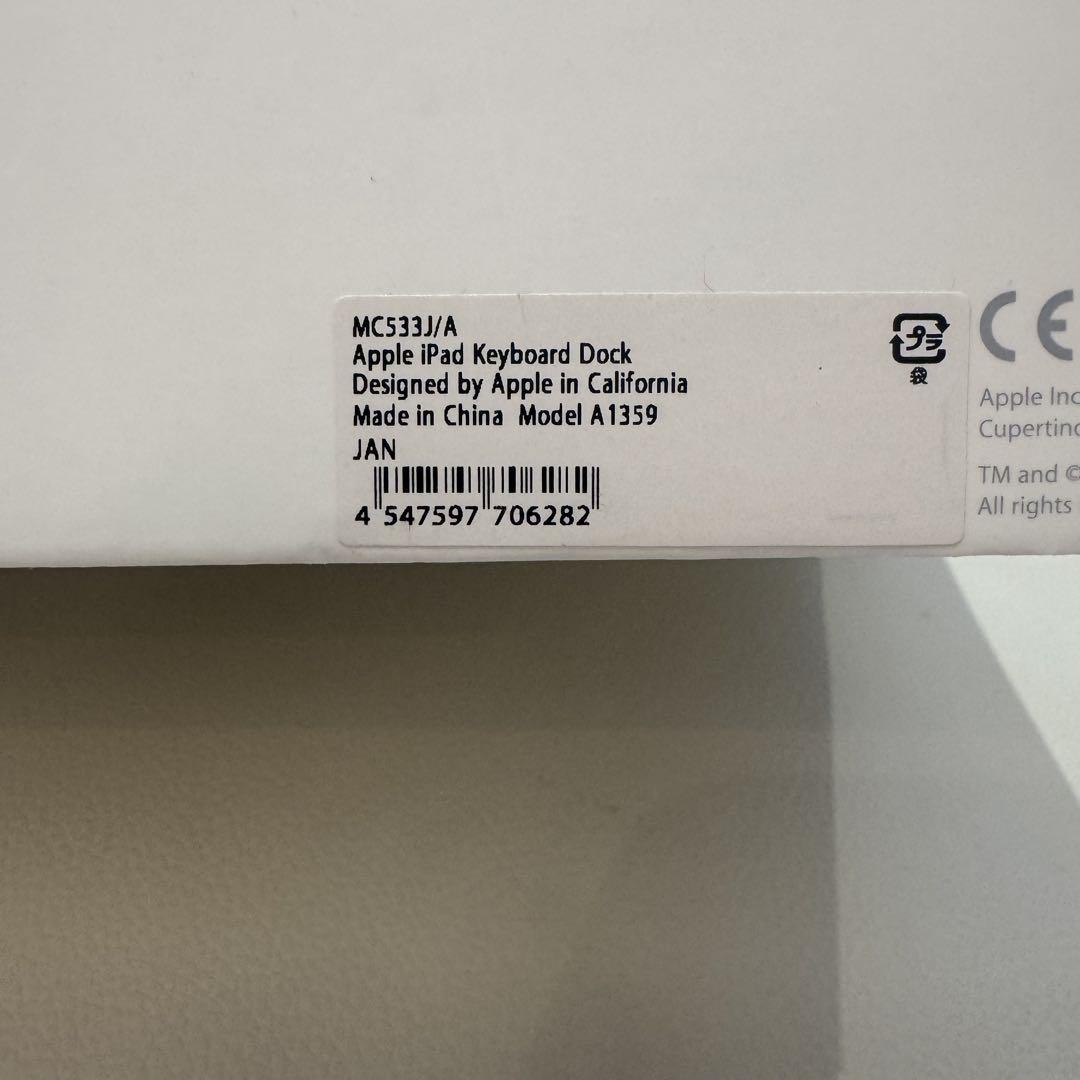 MC533J/A
Apple iPad Keyboard Dock
Designed by Apple in California
Made in China Model A1359
JAN
4 547597 706282
プラ
袋
CE
Apple Inc
Cupertino
TM and ©
All rights